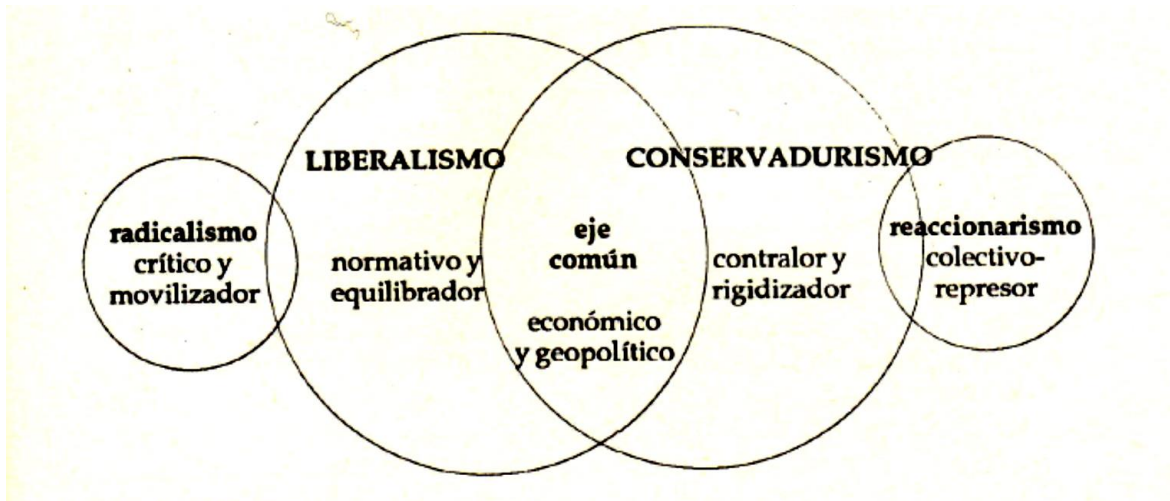 LIBERALISMO
CONSERVADURISMO
radicalismo
crítico y
movilizador
normativo y
equilibrador
eje
común
económico
y geopolítico
contralor y
rigidizador
reaccionarismo
colectivo-
represor